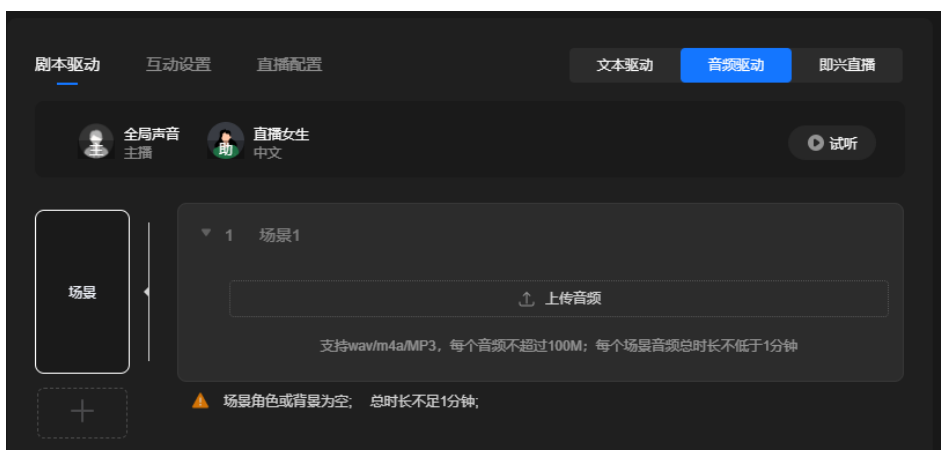 剧本驱动 互动设置 直播配置 文本驱动 音频驱动 即兴直播
主 全局声音 助 直播女生 试听
主播 中文
1 场景1
场景
上传音频
支持wav/m4a/MP3，每个音频不超过100M；每个场景音频总时长不低于1分钟
场景角色或背景为空; 总时长不足1分钟;